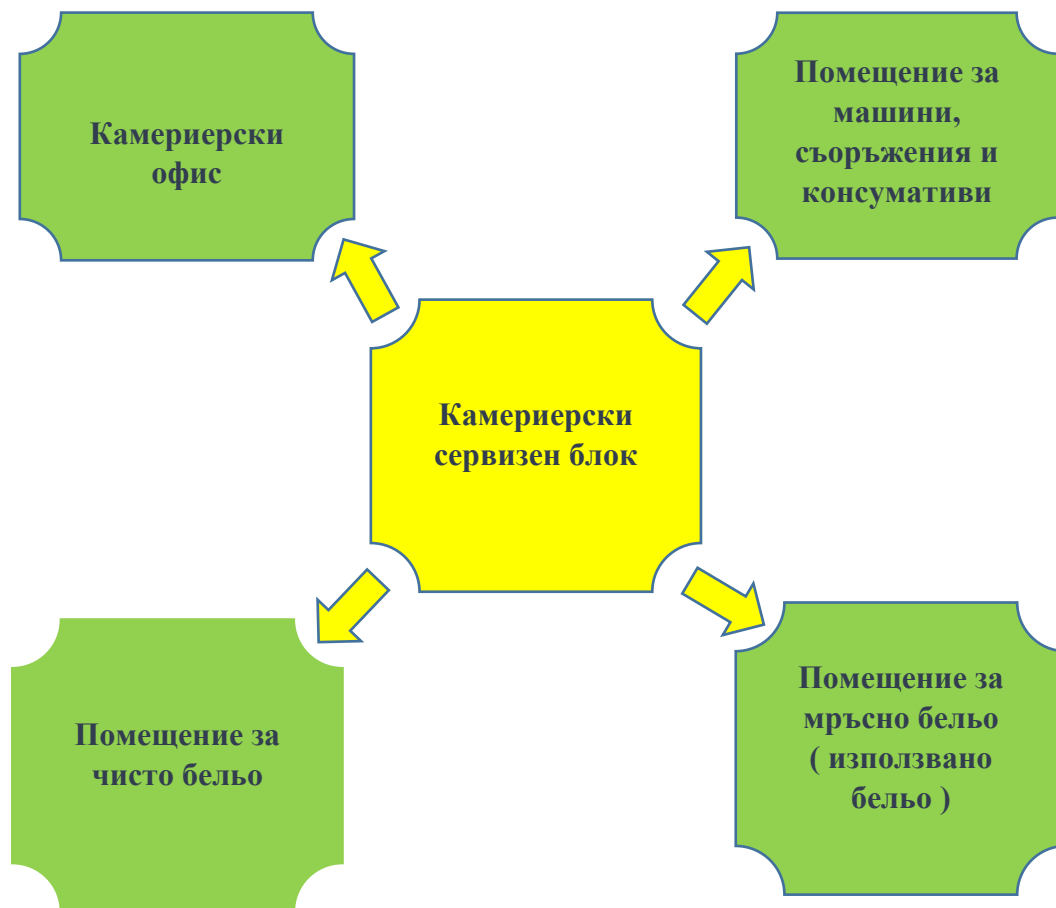 Камериерски
офис
Помещение за
машини,
съоръжения и
консумативи
Камериерски
сервизен блок
Помещение за
чисто бельо
Помещение за
мръсно бельо
( използвано
бельо )